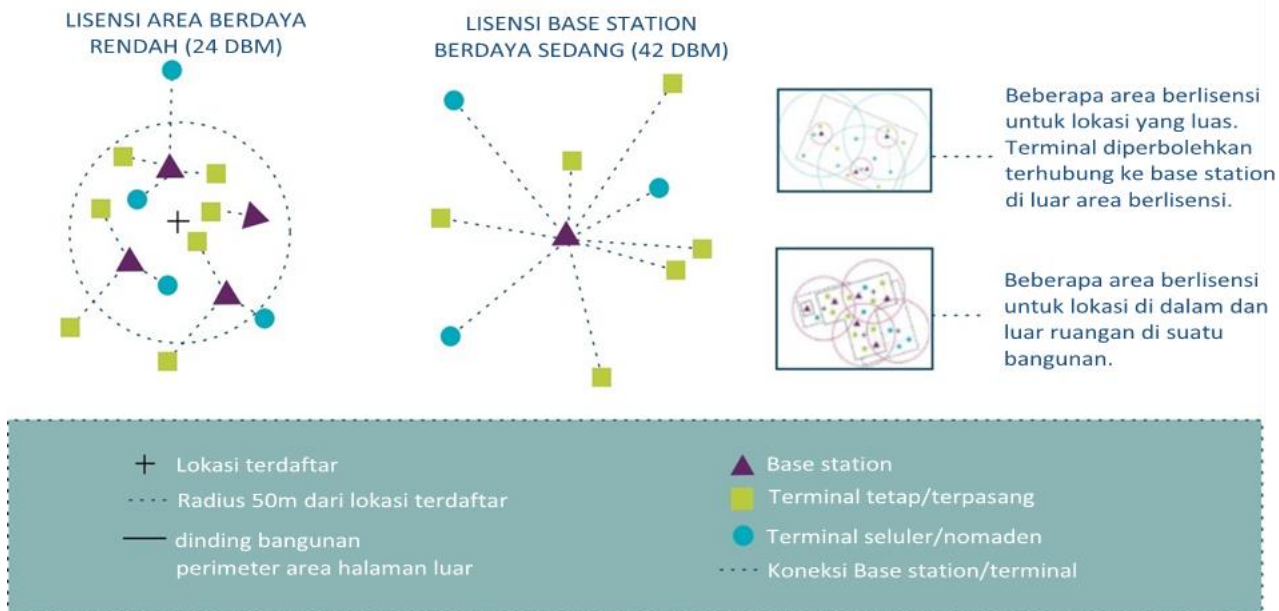 LISENSI AREA BERDAYA
RENDAH (24 DBM)
LISENSI BASE STATION
BERDAYA SEDANG (42 DBM)
Beberapa area berlisensi
untuk lokasi yang luas.
Terminal diperbolehkan
terhubung ke base station
di luar area berlisensi.
Beberapa area berlisensi
untuk lokasi di dalam dan
luar ruangan di suatu
bangunan.
Lokasi terdaftar
Radius 50m dari lokasi terdaftar
dinding bangunan
perimeter area halaman luar
Base station
Terminal tetap/terpasang
Terminal seluler/nomaden
Koneksi Base station/terminal